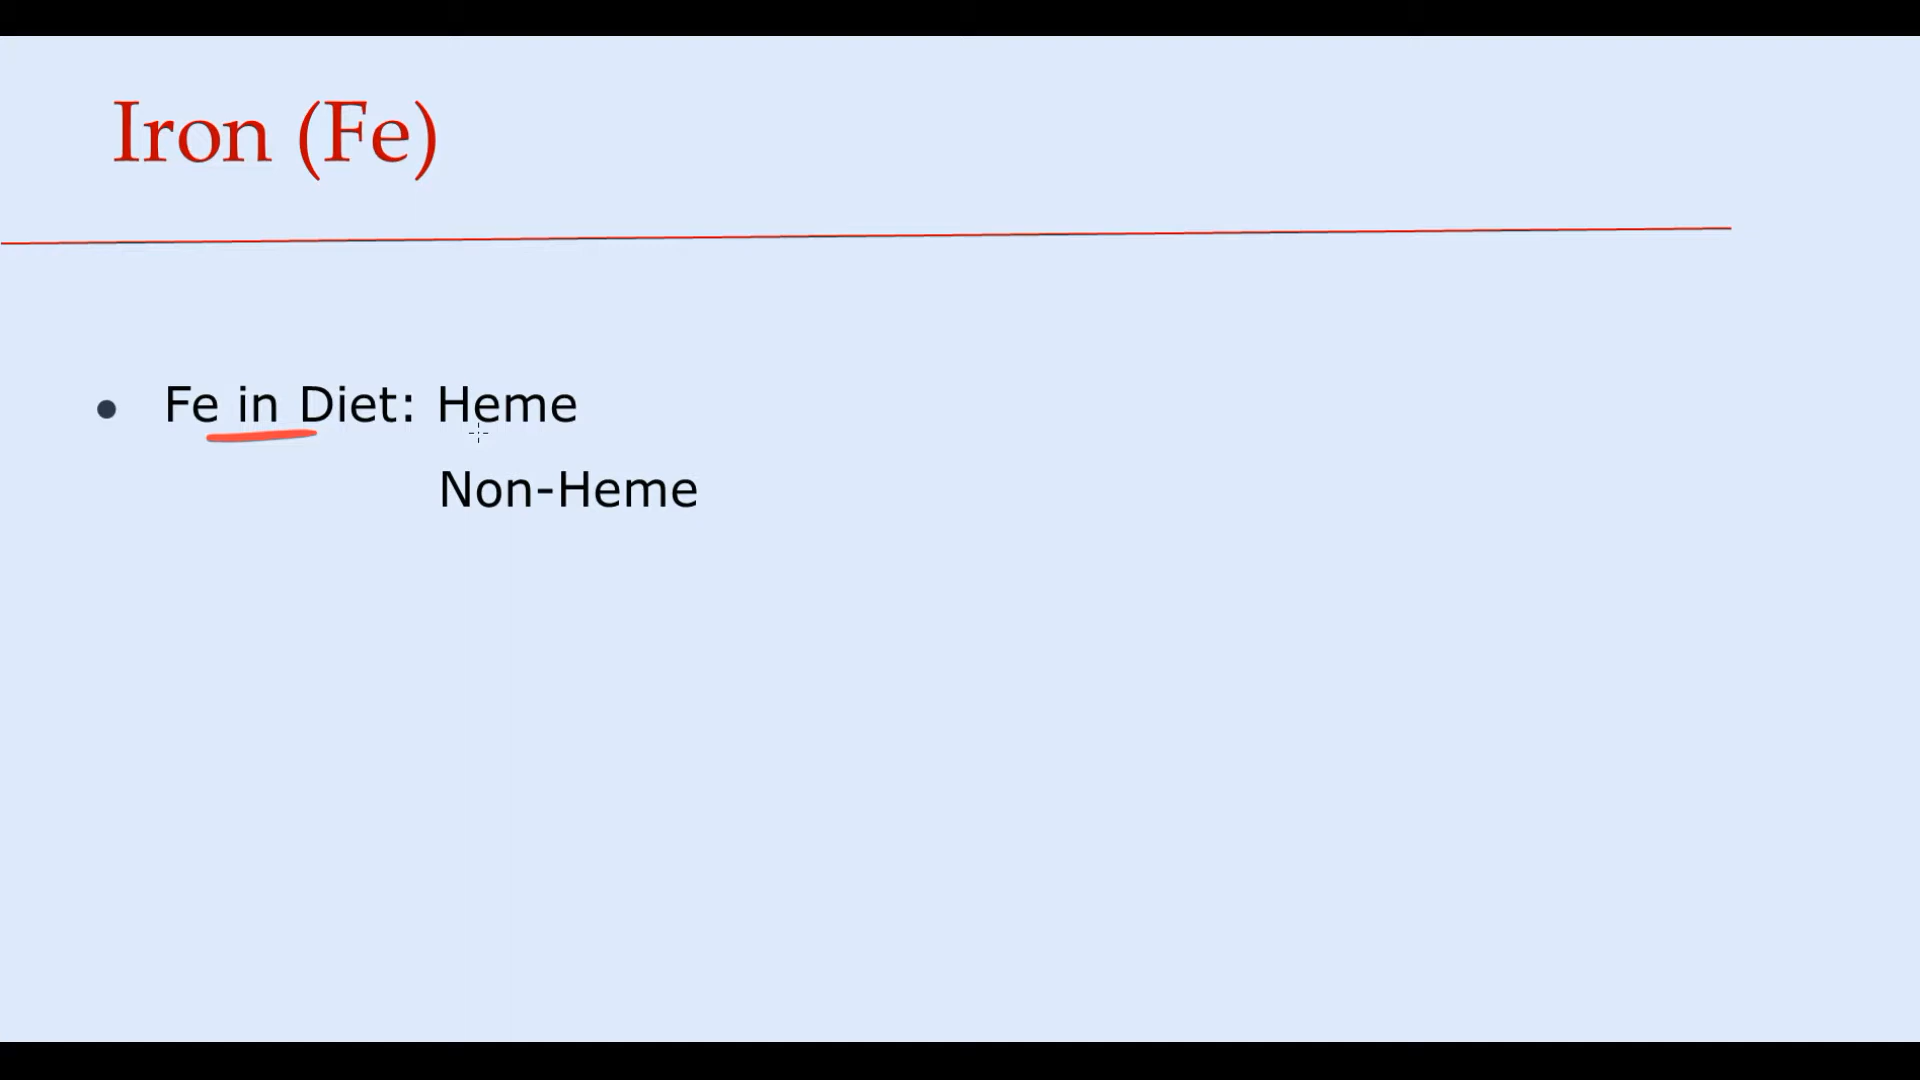 Iron (Fe)
• Fe in Diet: Heme
Non-Heme